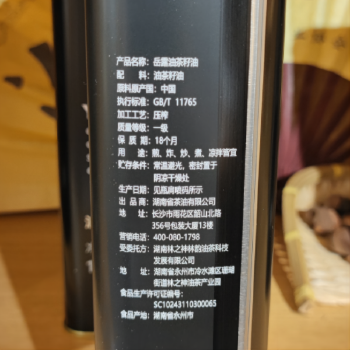 产品名称：岳露油茶籽油
配　　料：油茶籽油
原料原产国：中国
执行标准：GB/T 11765
加工工艺：压榨
质量等级：一级
保 质 期：18个月
用　　途：煎、炸、炒、煮、凉拌皆宜
贮存条件：常温避光，密封置于
阴凉干燥处
生产日期：见瓶肩喷码所示
出 品 商：湖南省茶油有限公司
地　　址：长沙市雨花区韶山北路
356号包装大厦13楼
营销电话：400-080-1798
受委托方：湖南林之神林韵油茶科技
发展有限公司
地　　址：湖南省永州市冷水滩区珊瑚
街道林之神油茶产业园
食品生产许可证编号：
SC10243110300065
食品产地：湖南省永州市